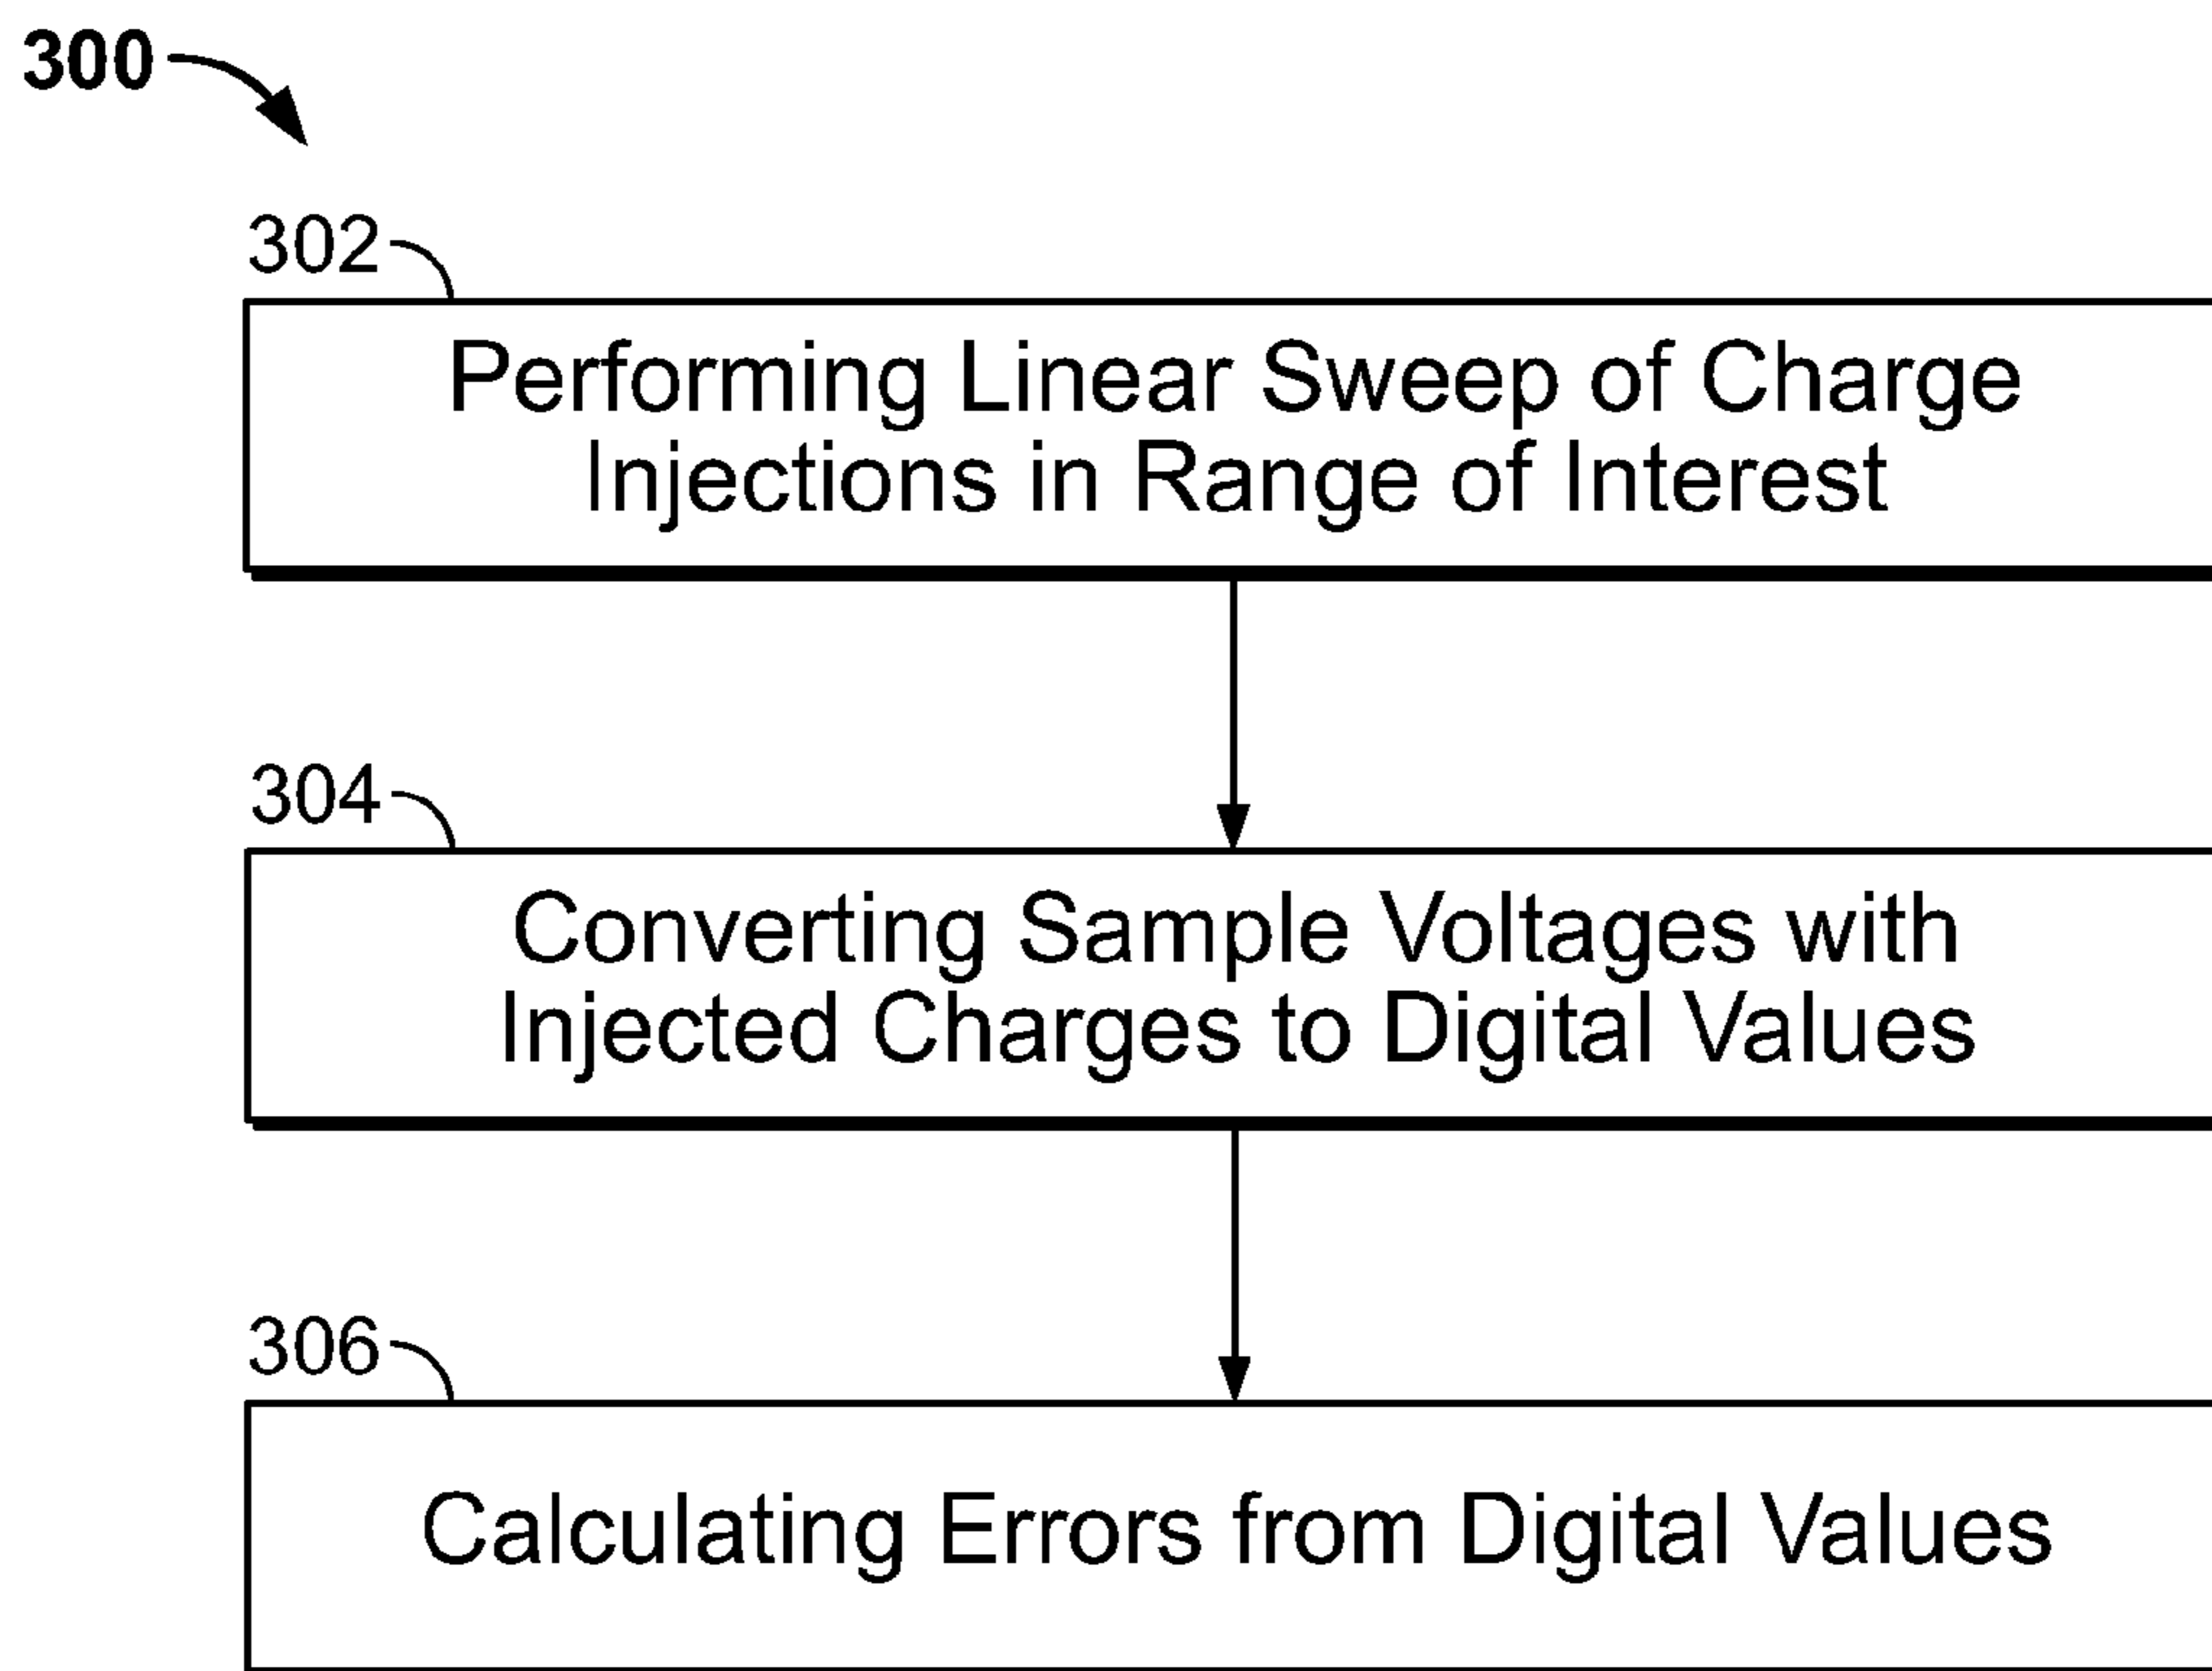 300
302
Performing Linear Sweep of Charge
Injections in Range of Interest
304
Converting Sample Voltages with
Injected Charges to Digital Values
306
Calculating Errors from Digital Values